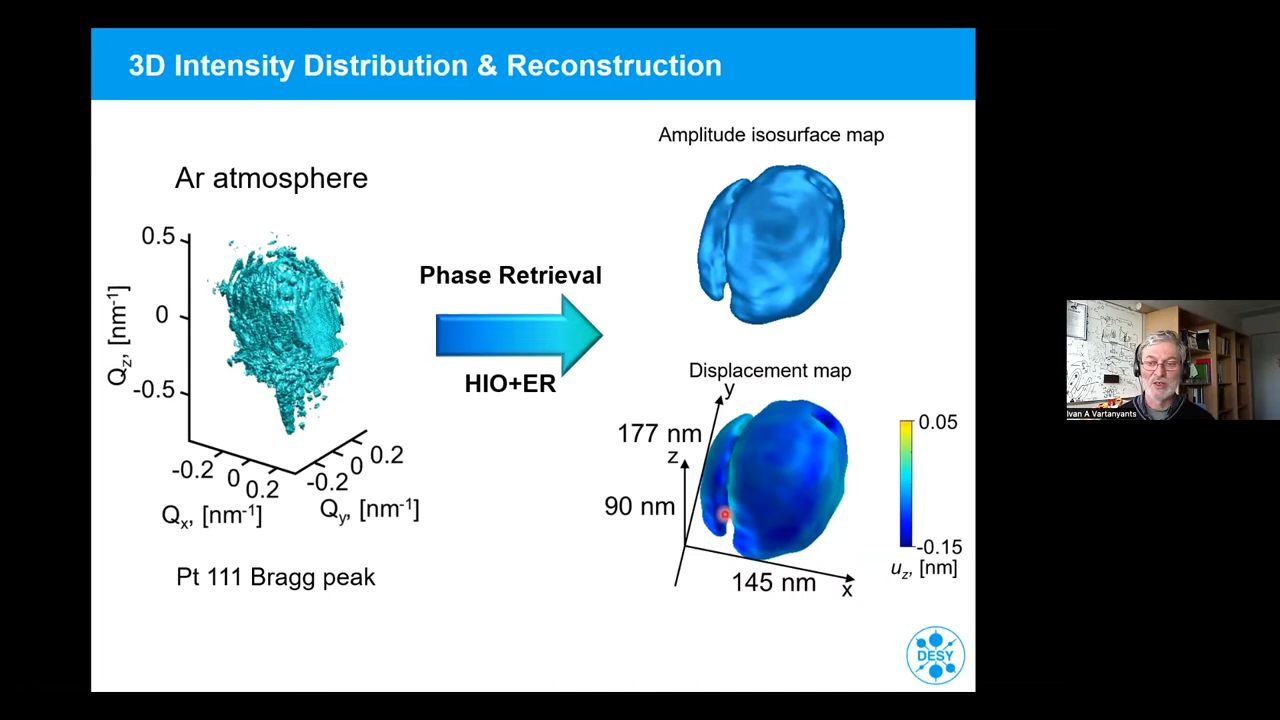 3D Intensity Distribution & Reconstruction
Ar atmosphere
0.5
0
-0.5
Qz, [nm-1]
-0.2
0
0.2
Qx, [nm-1]
-0.2
0
0.2
Qy, [nm-1]
Pt 111 Bragg peak
Phase Retrieval
HIO+ER
Amplitude isosurface map
Displacement map
y
177 nm
z
90 nm
145 nm
x
0.05
-0.15
uz, [nm]
DESY
Ivan A Vartanyants